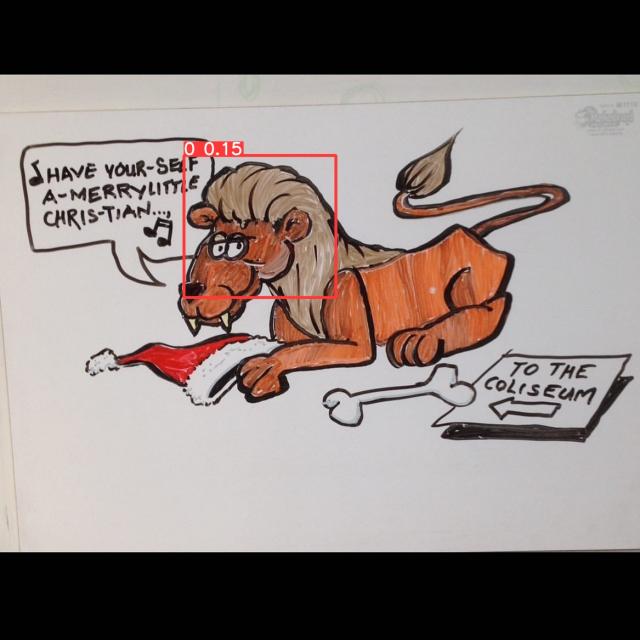 0 0.15
HAVE YOUR-SELF
A-MERRY LITTLE
CHRIS-TIAN...
TO THE
COLISEUM